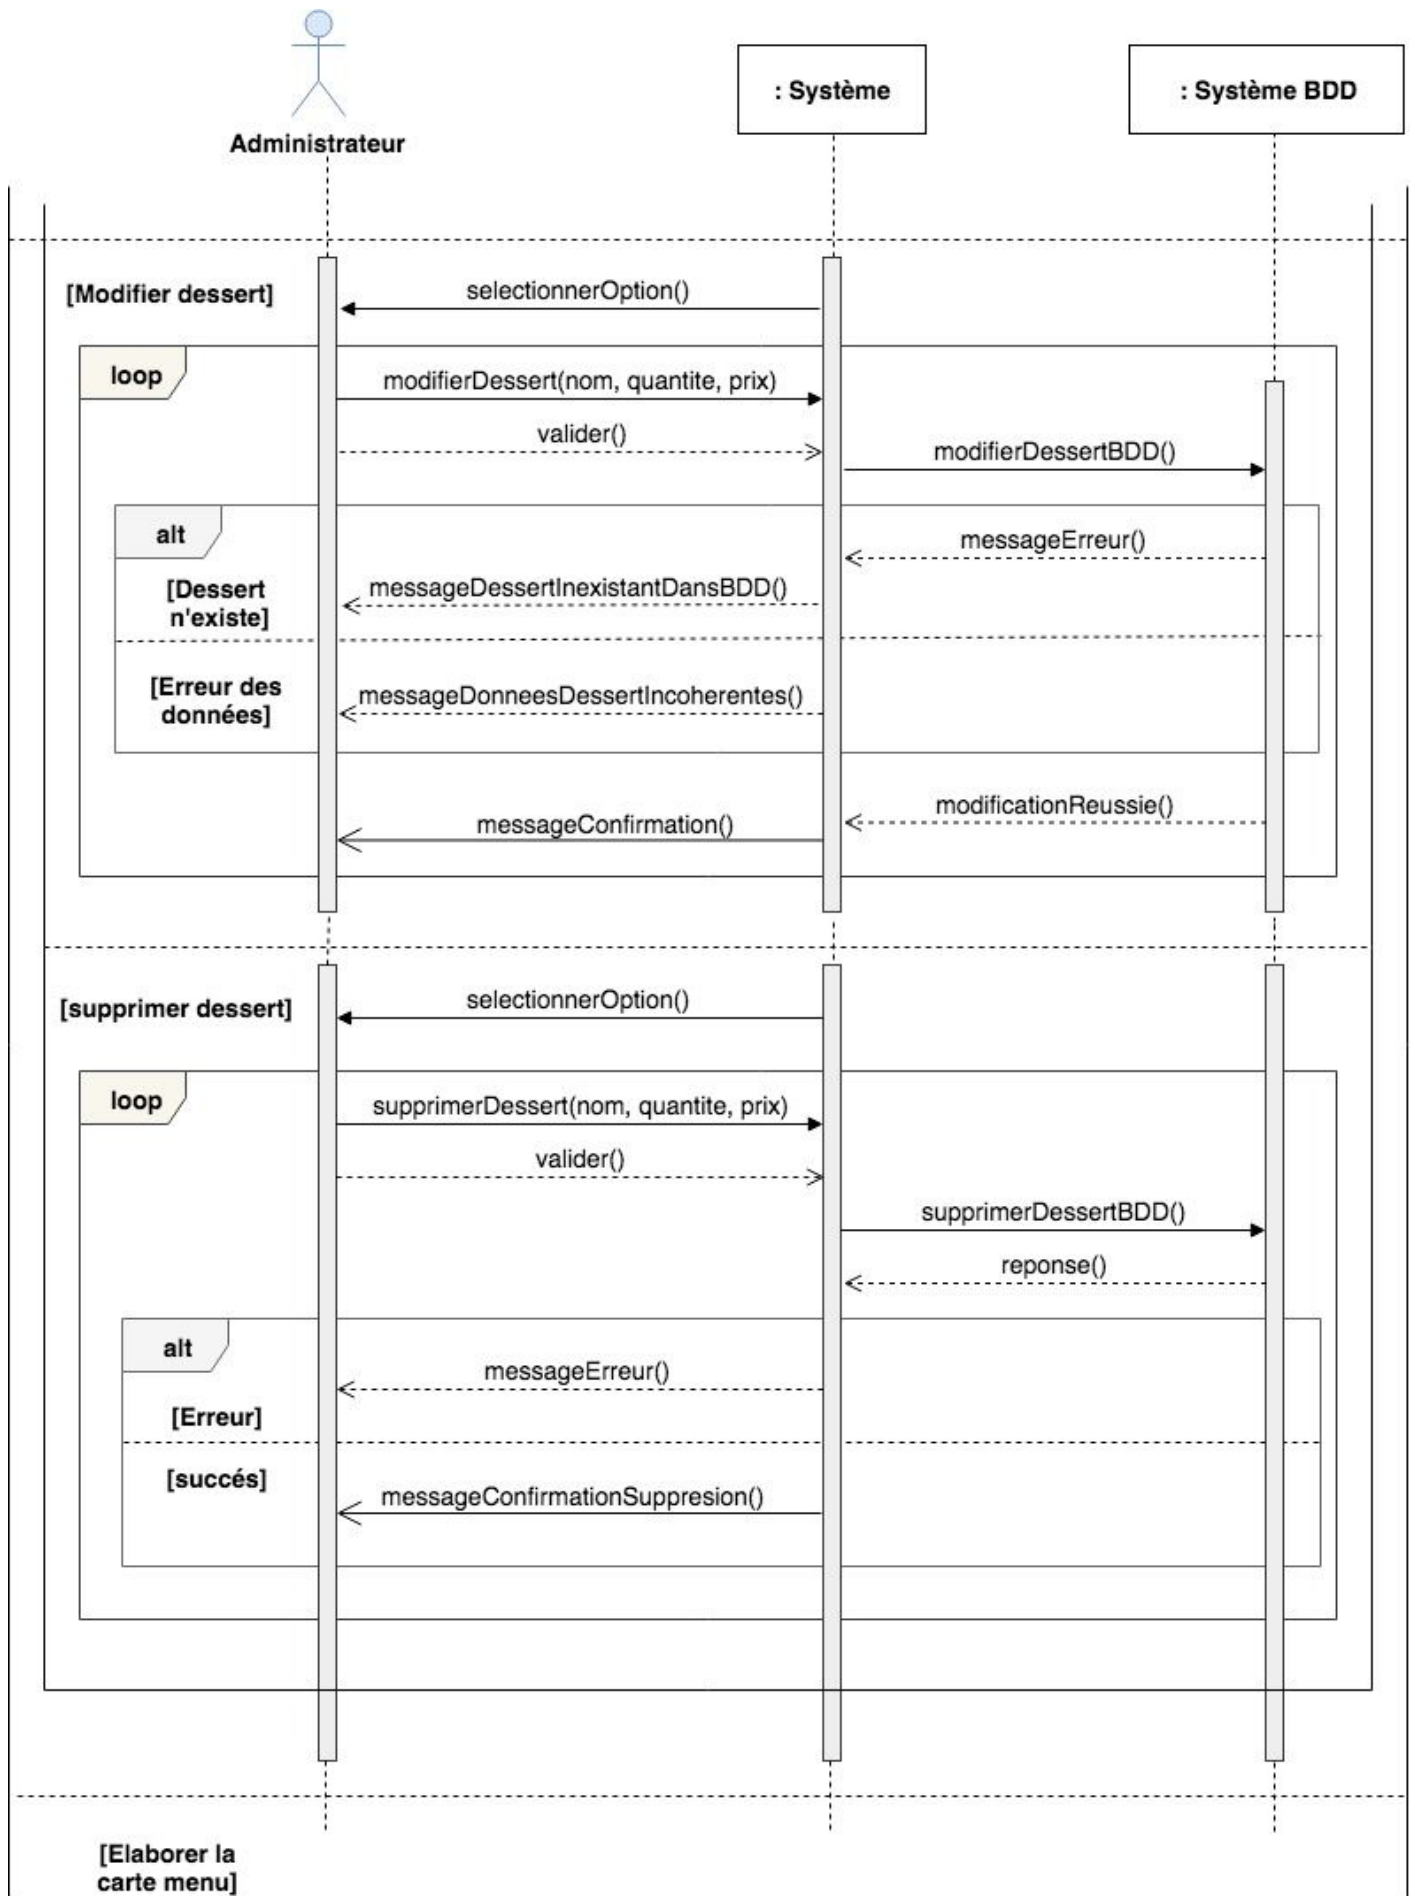 Administrateur
: Système
: Système BDD
[Modifier dessert]
selectionnerOption()
loop
modifierDessert(nom, quantite, prix)
valider()
modifierDessertBDD()
alt
messageErreur()
[Dessert
n'existe]
messageDessertInexistantDansBDD()
[Erreur des
données]
messageDonneesDessertIncoherentes()
modificationReussie()
messageConfirmation()
[supprimer dessert]
selectionnerOption()
loop
supprimerDessert(nom, quantite, prix)
valider()
supprimerDessertBDD()
reponse()
alt
messageErreur()
[Erreur]
[succés]
messageConfirmationSuppresion()
[Elaborer la
carte menu]